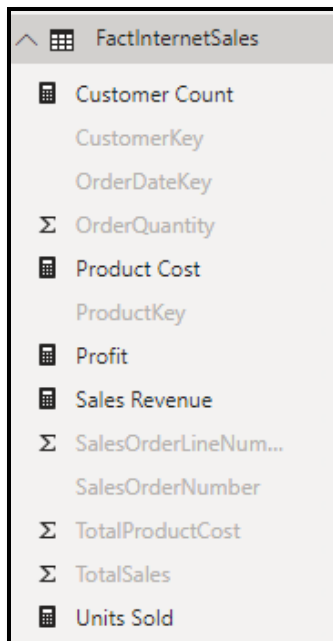 FactInternetSales
Customer Count
CustomerKey
OrderDateKey
Σ OrderQuantity
Product Cost
ProductKey
Profit
Sales Revenue
Σ SalesOrderLineNum...
SalesOrderNumber
Σ TotalProductCost
Σ TotalSales
Units Sold